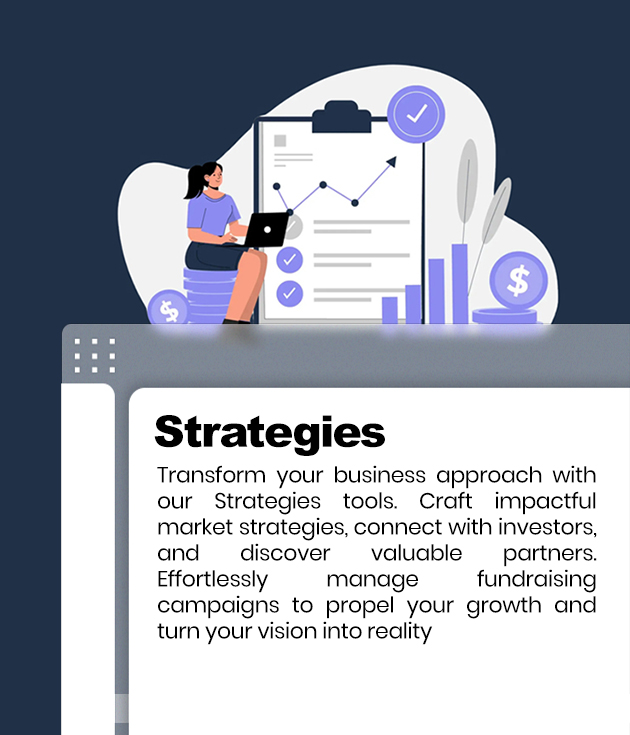 $
$
Strategies
Transform your business approach with
our Strategies tools. Craft impactful
market strategies, connect with investors,
and discover valuable partners.
Effortlessly manage fundraising
campaigns to propel your growth and
turn your vision into reality